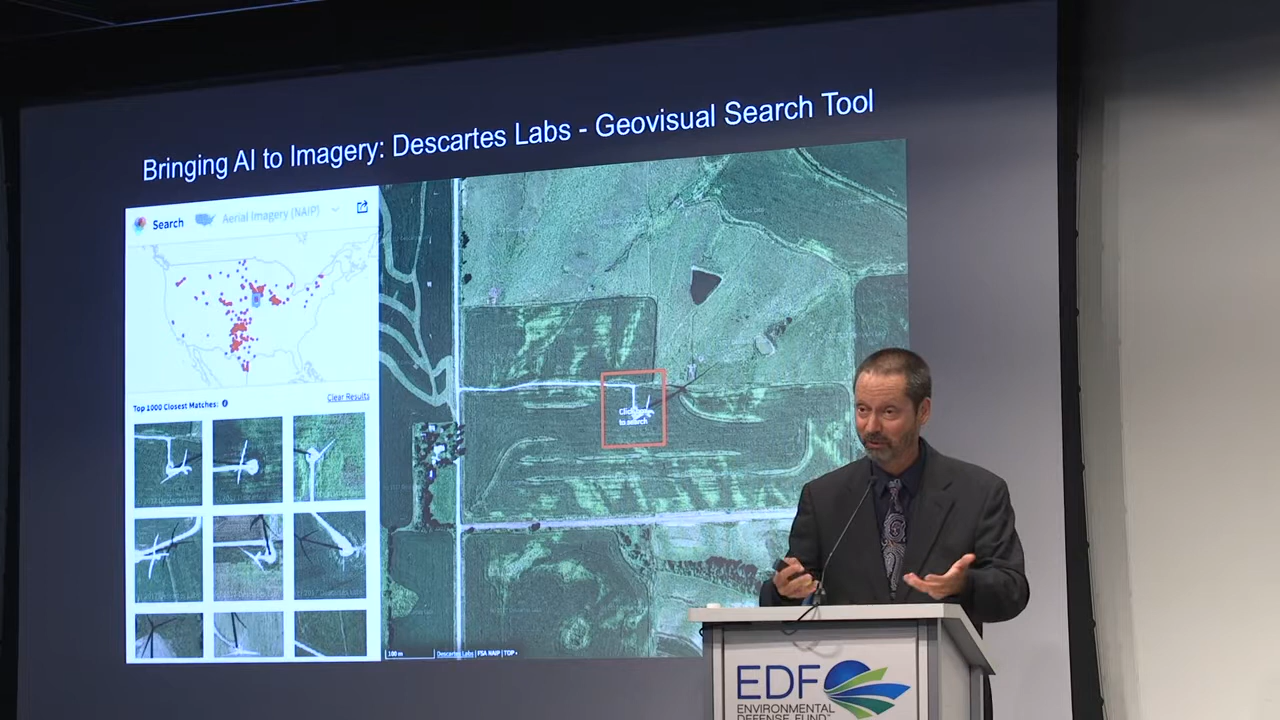 Bringing AI to Imagery: Descartes Labs - Geovisual Search Tool
Search Aerial Imagery (NAIP)
Clear Results
Top 1000 Closest Matches:
Click
to search
100 m
Descartes Labs | FSA NAIP | TOP
EDF
ENVIRONMENTAL
DEFENSE FUND